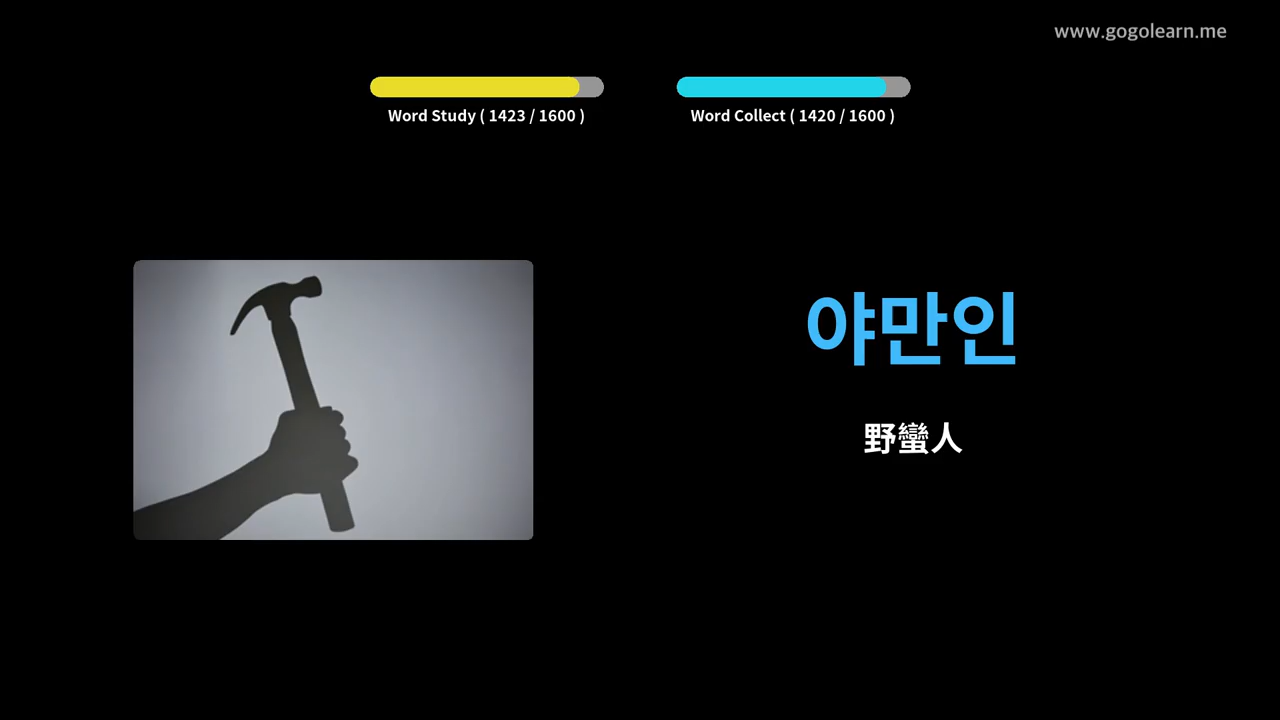 www.gogolearn.me
Word Study ( 1423 / 1600 )
Word Collect ( 1420 / 1600 )
야만인
野蠻人